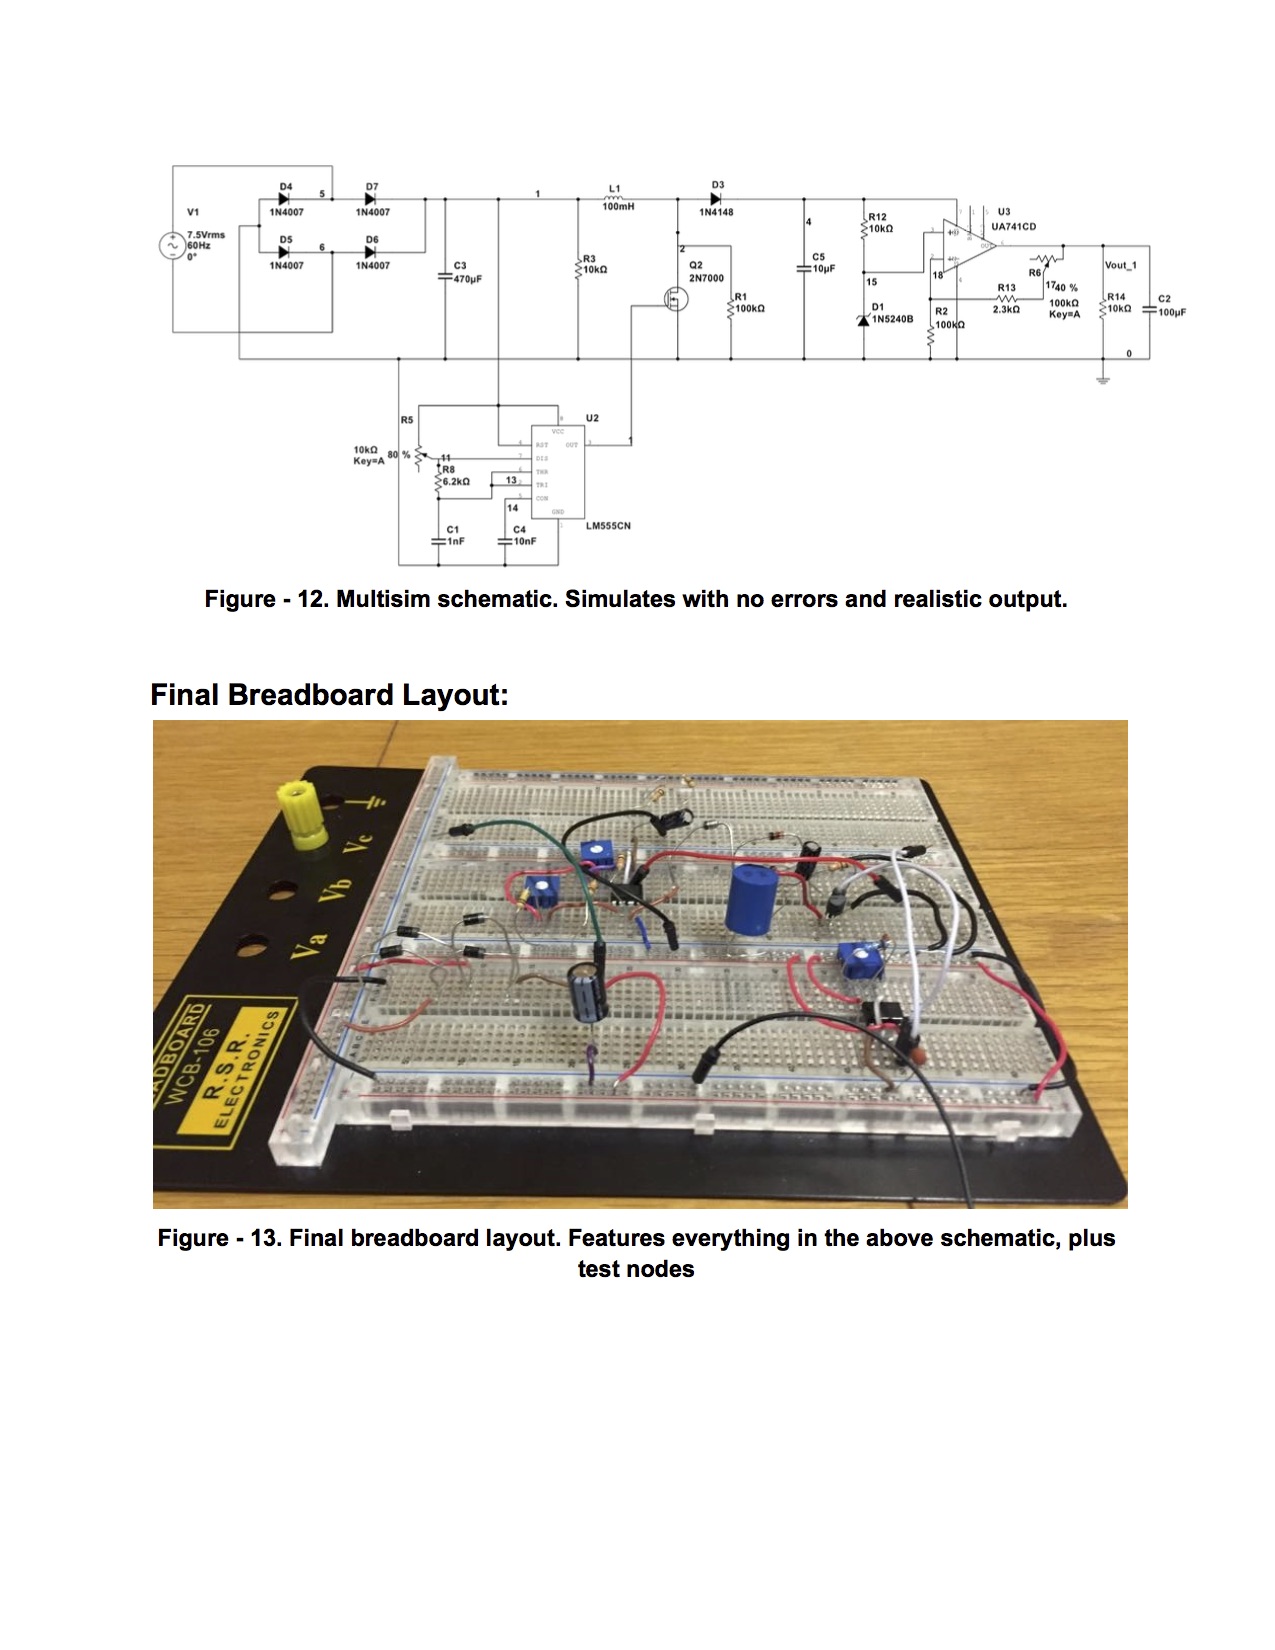 D4
5
D7
1N4007
1N4007
V1
7.5Vrms
60Hz
0°
D5
6
D6
1N4007
1N4007
C3
470µF
1
R3
10kΩ
L1
100mH
2
Q2
2N7000
R1
100kΩ
D3
1N4148
4
C5
10µF
R12
10kΩ
15
D1
1N5240B
U3
UA741CD
OUT
18
R2
100kΩ
R13
2.3kΩ
R6
17
40 %
100kΩ
Key=A
Vout_1
R14
10kΩ
C2
100µF
0
R5
10kΩ
80 %
Key=A
11
R8
6.2kΩ
13
14
C1
1nF
C4
10nF
U2
VCC
RST
OUT
DIS
THR
TRI
CON
GND
LM555CN
1
Figure - 12. Multisim schematic. Simulates with no errors and realistic output.
Final Breadboard Layout:
Va
Vb
Vc
ADBOARD
WCB-106
R.S.R.
ELECTRONICS
Figure - 13. Final breadboard layout. Features everything in the above schematic, plus
test nodes